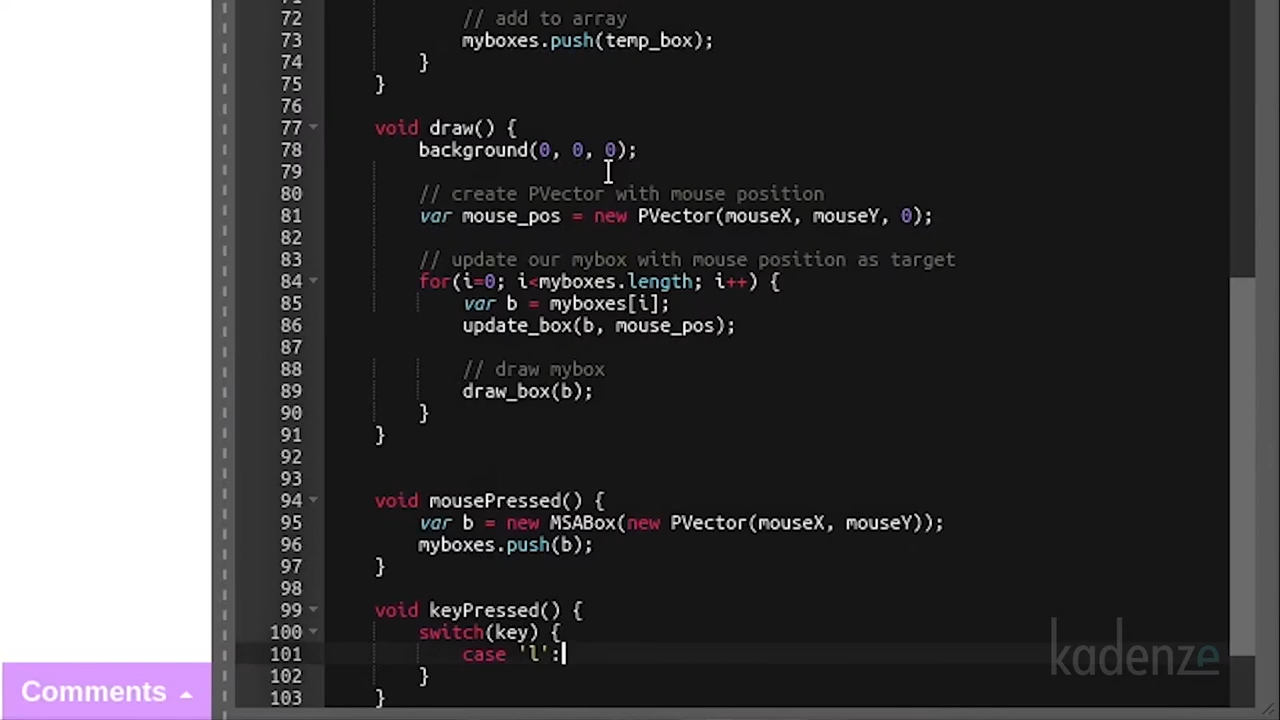 72 // add to array
73 myboxes.push(temp_box);
74 }
75 }
76
77 void draw() {
78 background(0, 0, 0);
79
80 // create PVector with mouse position
81 var mouse_pos = new PVector(mouseX, mouseY, 0);
82
83 // update our mybox with mouse position as target
84 for(i=0; i<myboxes.length; i++) {
85 var b = myboxes[i];
86 update_box(b, mouse_pos);
87
88 // draw mybox
89 draw_box(b);
90 }
91 }
92
93
94 void mousePressed() {
95 var b = new MSABox(new PVector(mouseX, mouseY));
96 myboxes.push(b);
97 }
98
99 void keyPressed() {
100 switch(key) {
101 case 'l':
102 }
103 }
Comments
kadenze